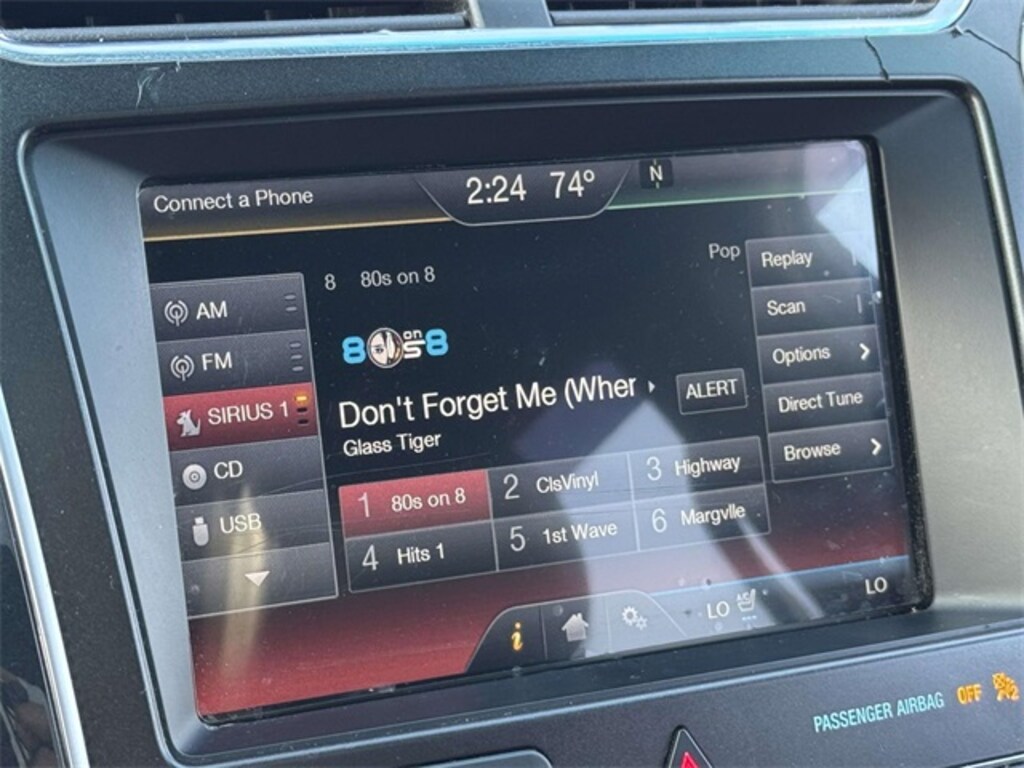 Connect a Phone
2:24 74°
N
8 80s on 8
Pop
AM
FM
SIRIUS 1
CD
USB
8 on 8
Don't Forget Me (Wher
ALERT
Glass Tiger
1 80s on 8
2 ClsVinyl
3 Highway
4 Hits 1
5 1st Wave
6 Margvlle
Replay
Scan
Options
Direct Tune
Browse
i
LO
A/C
LO
PASSENGER AIRBAG OFF